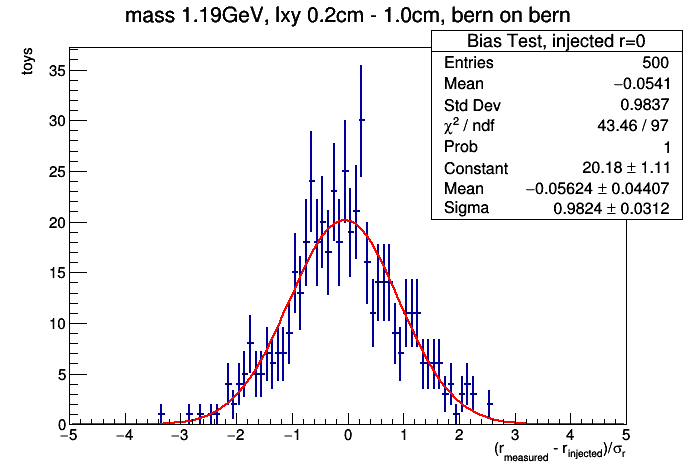 mass 1.19GeV, lxy 0.2cm - 1.0cm, bern on bern
toys
Bias Test, injected r=0
Entries 500
Mean −0.0541
Std Dev 0.9837
χ² / ndf 43.46 / 97
Prob 1
Constant 20.18 ± 1.11
Mean −0.05624 ± 0.04407
Sigma 0.9824 ± 0.0312
35
30
25
20
15
10
5
0
−5 −4 −3 −2 −1 0 1 2 3 4 5
(r_measured - r_injected)/σ_r